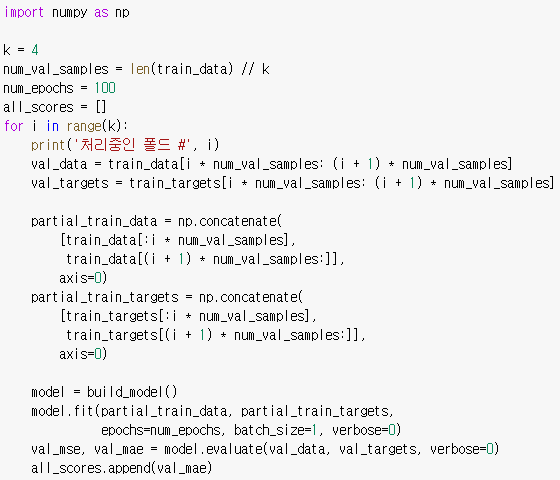 import numpy as np

k = 4
num_val_samples = len(train_data) // k
num_epochs = 100
all_scores = []
for i in range(k):
    print('처리중인 폴드 #', i)
    val_data = train_data[i * num_val_samples: (i + 1) * num_val_samples]
    val_targets = train_targets[i * num_val_samples: (i + 1) * num_val_samples]

    partial_train_data = np.concatenate(
        [train_data[:i * num_val_samples],
         train_data[(i + 1) * num_val_samples:]],
        axis=0)
    partial_train_targets = np.concatenate(
        [train_targets[:i * num_val_samples],
         train_targets[(i + 1) * num_val_samples:]],
        axis=0)

    model = build_model()
    model.fit(partial_train_data, partial_train_targets,
              epochs=num_epochs, batch_size=1, verbose=0)
    val_mse, val_mae = model.evaluate(val_data, val_targets, verbose=0)
    all_scores.append(val_mae)